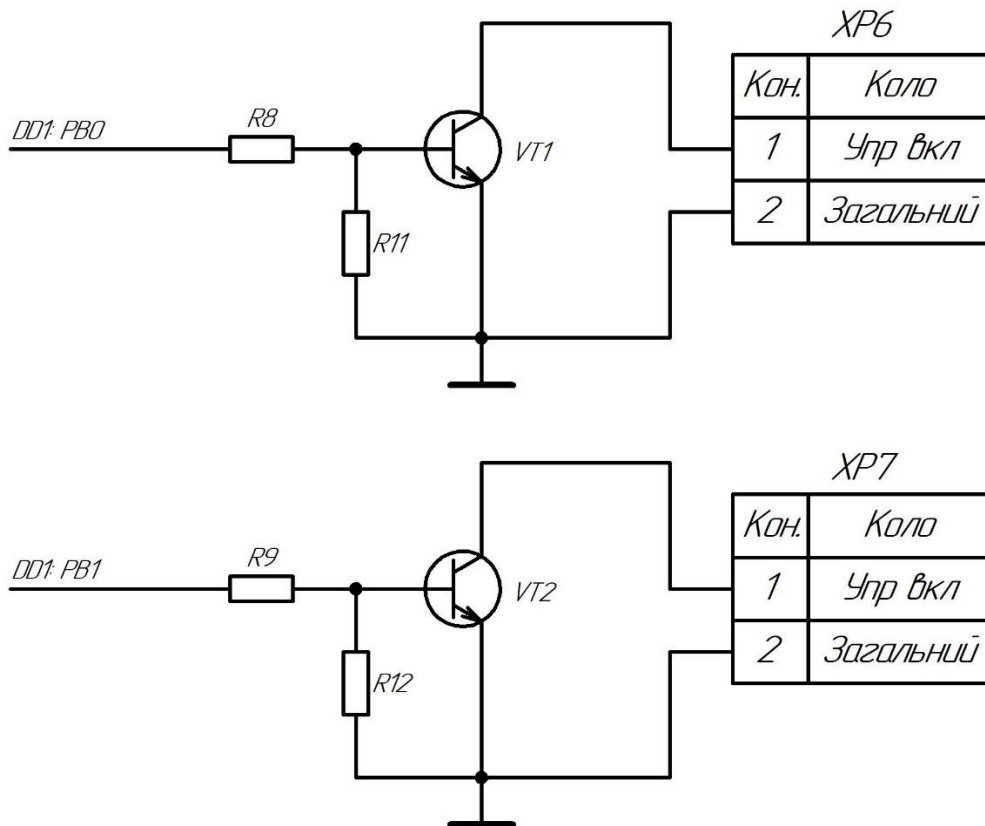 XP6
Кон. Коло
1 Упр вкл
2 Загальний
DD1: PB0
R8
VT1
R11
XP7
Кон. Коло
1 Упр вкл
2 Загальний
DD1: PB1
R9
VT2
R12